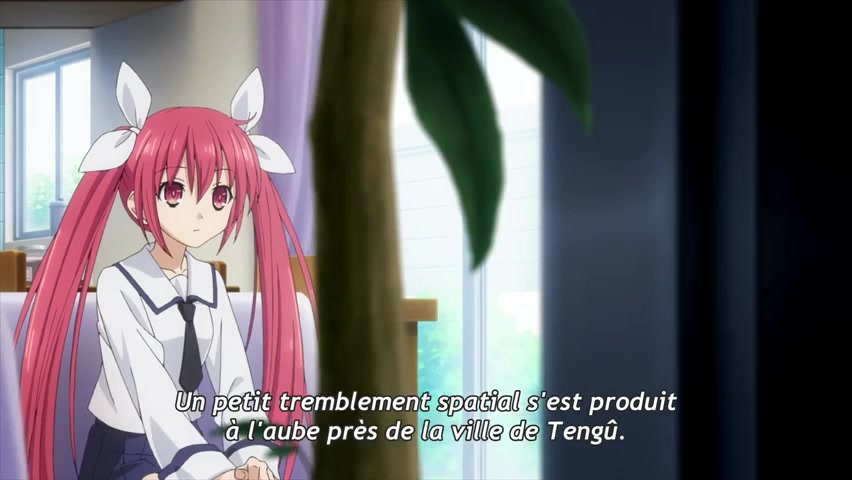 Un petit tremblement spatial s'est produit
à l'aube près de la ville de Tengû.